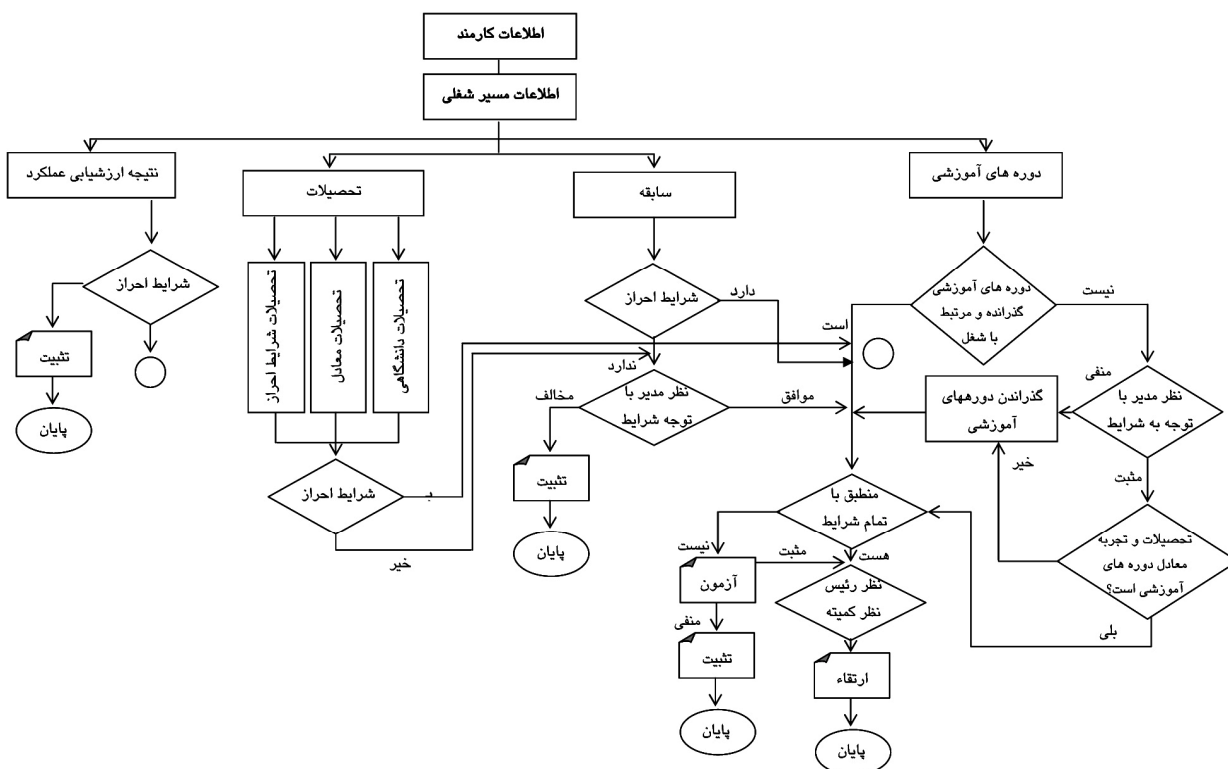 اطلاعات کارمند
اطلاعات مسیر شغلی
دوره های آموزشی
سابقه
تحصیلات
نتیجه ارزشیابی عملکرد
دوره های آموزشی
گذرانده و مرتبط
با شغل
نیست
است
شرایط احراز
دارد
ندارد
تحصیلات دانشگاهی
تحصیلات معادل
تحصیلات شرایط احراز
شرایط احراز
تثبیت
پایان
نظر مدیر با
توجه به شرایط
منفی
مثبت
گذراندن دورههای
آموزشی
خیر
نظر مدیر با
توجه شرایط
موافق
مخالف
تثبیت
پایان
شرایط احراز
خیر
تحصیلات و تجربه
معادل دوره های
آموزشی است؟
بلی
منطبق با
تمام شرایط
هست
نیست
آزمون
مثبت
منفی
نظر رئیس
نظر کمیته
تثبیت
پایان
ارتقاء
پایان